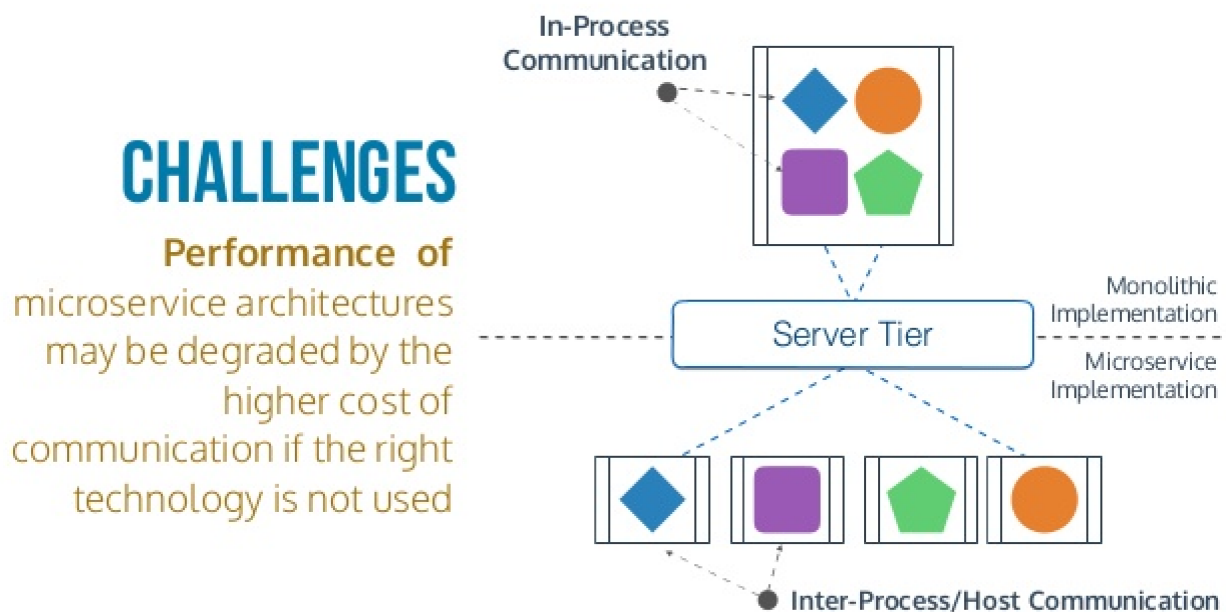 In-Process
Communication
CHALLENGES
Performance of
microservice architectures
may be degraded by the
higher cost of
communication if the right
technology is not used
Server Tier
Monolithic
Implementation
Microservice
Implementation
Inter-Process/Host Communication